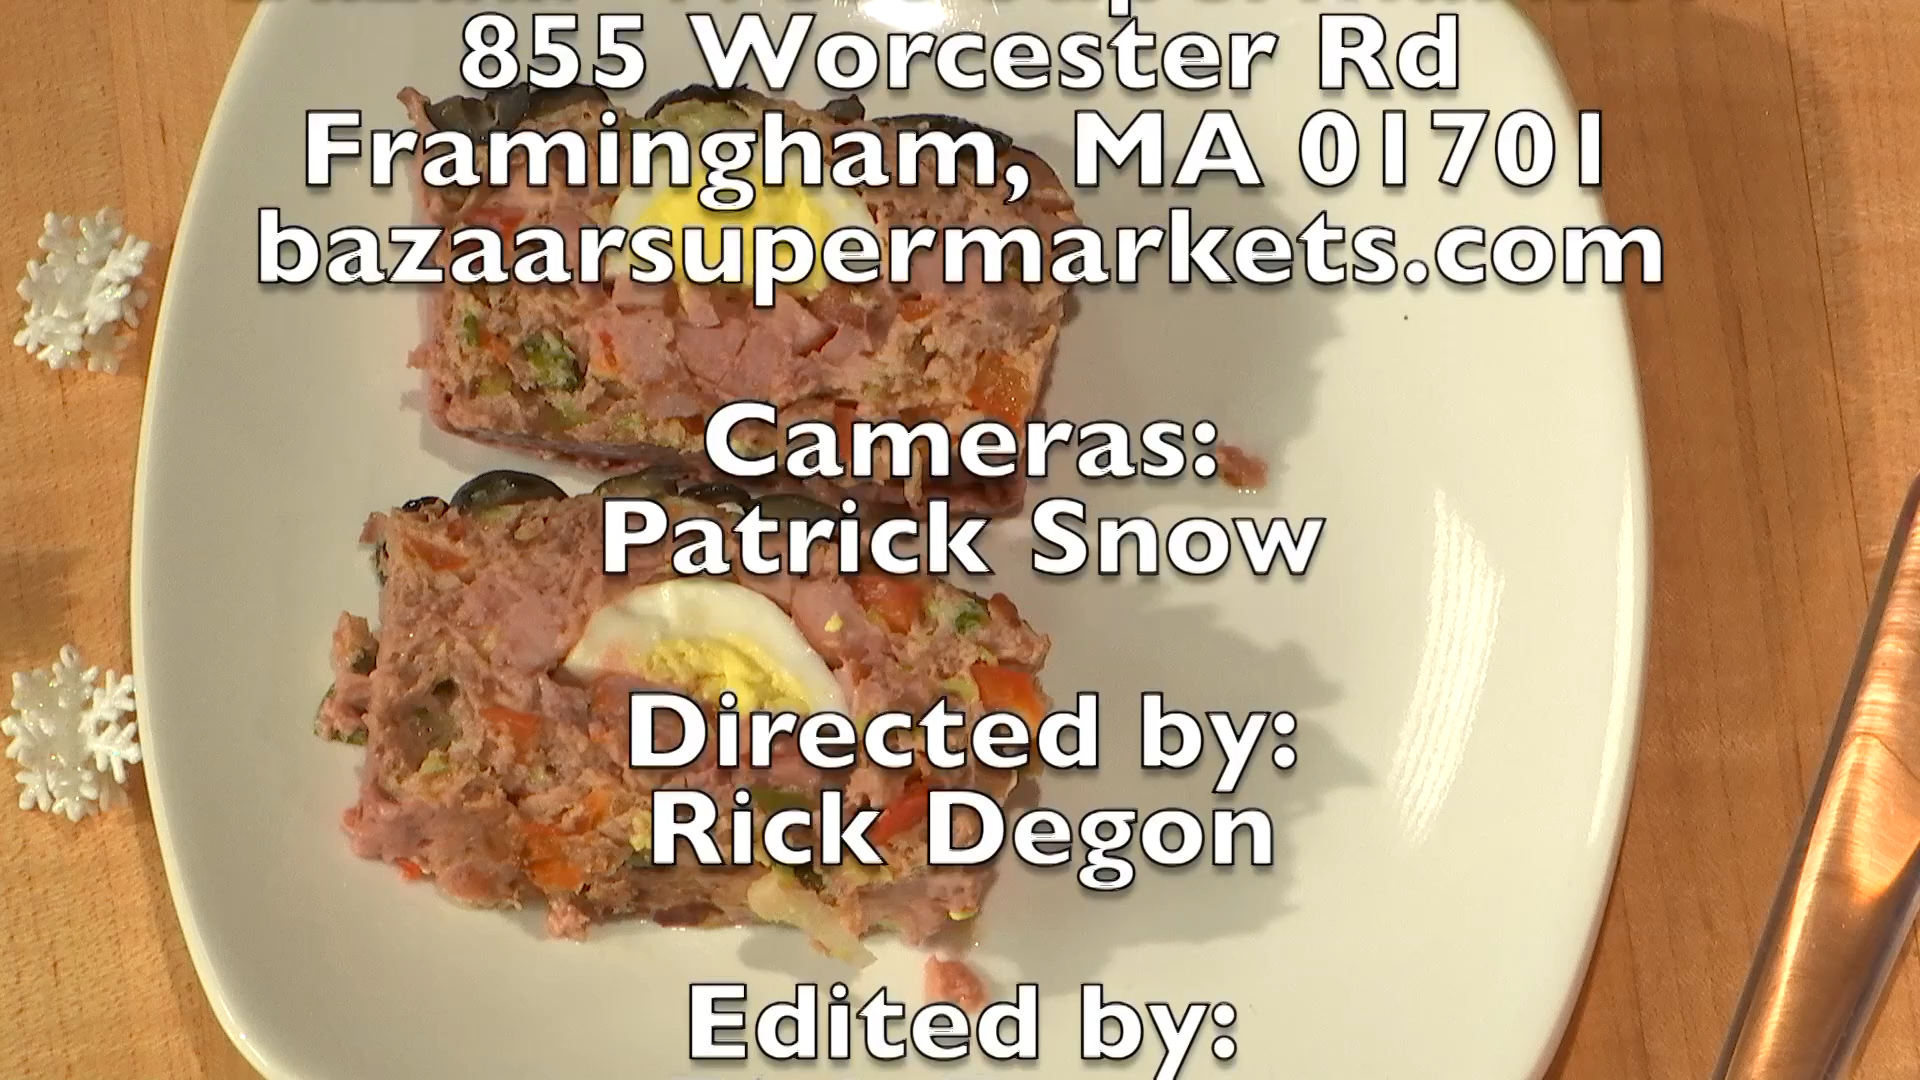 855 Worcester Rd
Framingham, MA 01701
bazaarsupermarkets.com
Cameras:
Patrick Snow
Directed by:
Rick Degon
Edited by: